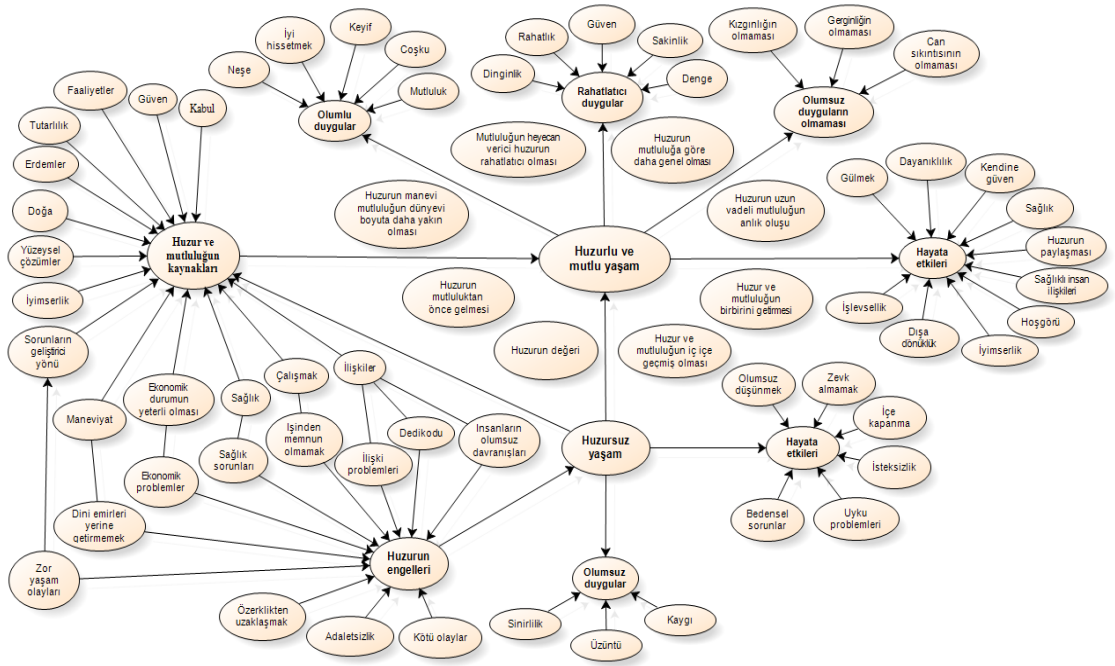 Neşe
İyi
hissetmek
Keyif
Coşku
Mutluluk
Olumlu
duygular
Dinginlik
Rahatlık
Güven
Sakinlik
Denge
Rahatlatıcı
duygular
Kızgınlığın
olmaması
Gerginliğin
olmaması
Can
sıkıntısının
olmaması
Olumsuz
duyguların
olmaması
Faaliyetler
Güven
Kabul
Tutarlılık
Erdemler
Doğa
Yüzeysel
çözümler
İyimserlik
Sorunların
geliştirici
yönü
Huzur ve
mutluluğun
kaynakları
Mutluluğun heyecan
verici huzurun
rahatlatıcı olması
Huzurun
mutluluğa göre
daha genel olması
Huzurun manevi
mutluluğun dünyevi
boyuta daha yakın
olması
Huzurun uzun
vadeli mutluluğun
anlık oluşu
Huzurlu ve
mutlu yaşam
Huzurun
mutluluktan
önce gelmesi
Huzur ve
mutluluğun
birbirini getirmesi
Huzurun değeri
Huzur ve
mutluluğun iç içe
geçmiş olması
Gülmek
Dayanıklılık
Kendine
güven
Sağlık
Huzurun
paylaşması
Sağlıklı insan
ilişkileri
Hoşgörü
İyimserlik
Dışa
dönüklük
İşlevsellik
Hayata
etkileri
Maneviyat
Ekonomik
durumun
yeterli olması
Sağlık
Çalışmak
İlişkiler
Ekonomik
problemler
Sağlık
sorunları
Işinden
memnun
olmamak
İlişki
problemleri
Dedikodu
Insanların
olumsuz
davranışları
Dini emirleri
yerine
getirmemek
Zor
yaşam
olayları
Huzurun
engelleri
Özerklikten
uzaklaşmak
Adaletsizlik
Kötü olaylar
Huzursuz
yaşam
Olumsuz
düşünmek
Zevk
almamak
İçe
kapanma
İsteksizlik
Uyku
problemleri
Bedensel
sorunlar
Hayata
etkileri
Olumsuz
duygular
Sinirlilik
Üzüntü
Kaygı